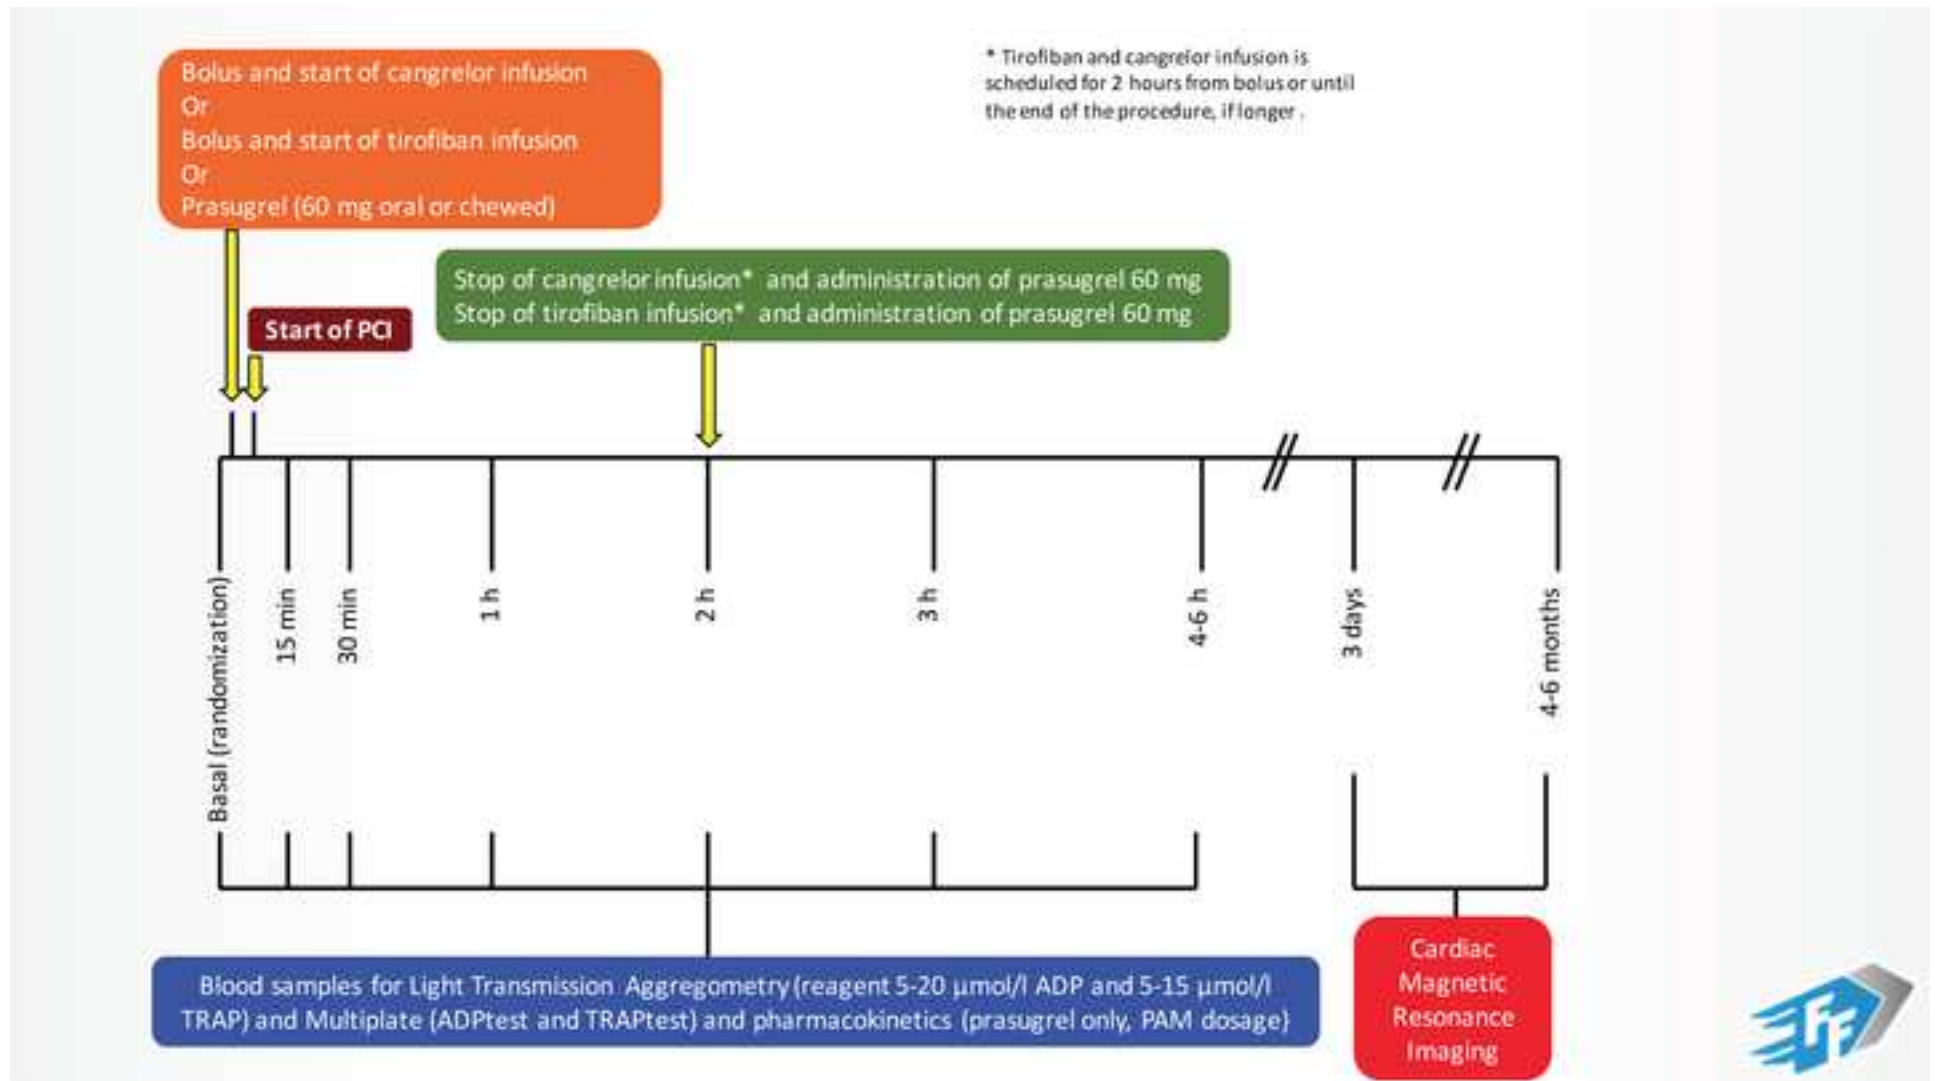 Bolus and start of cangrelor infusion
Or
Bolus and start of tirofiban infusion
Or
Prasugrel (60 mg oral or chewed)
* Tirofiban and cangrelor infusion is
scheduled for 2 hours from bolus or until
the end of the procedure, if longer .
Stop of cangrelor infusion* and administration of prasugrel 60 mg
Stop of tirofiban infusion* and administration of prasugrel 60 mg
Start of PCI
Basal (randomization)
15 min
30 min
1 h
2 h
3 h
4-6 h
3 days
4-6 months
Blood samples for Light Transmission Aggregometry (reagent 5-20 µmol/l ADP and 5-15 µmol/l
TRAP) and Multiplate (ADPtest and TRAPtest) and pharmacokinetics (prasugrel only, PAM dosage)
Cardiac
Magnetic
Resonance
Imaging
FF